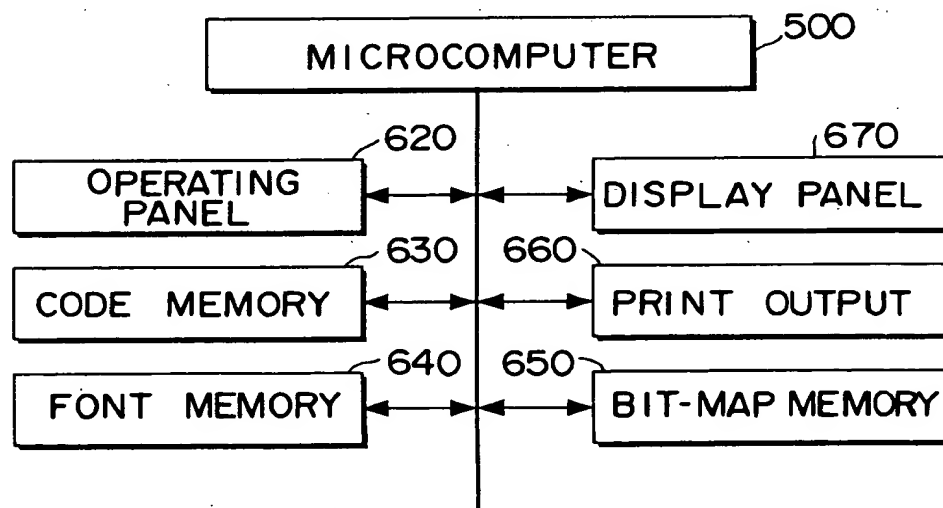 MICROCOMPUTER
500
620
OPERATING
PANEL
670
DISPLAY PANEL
630
CODE MEMORY
660
PRINT OUTPUT
640
FONT MEMORY
650
BIT-MAP MEMORY